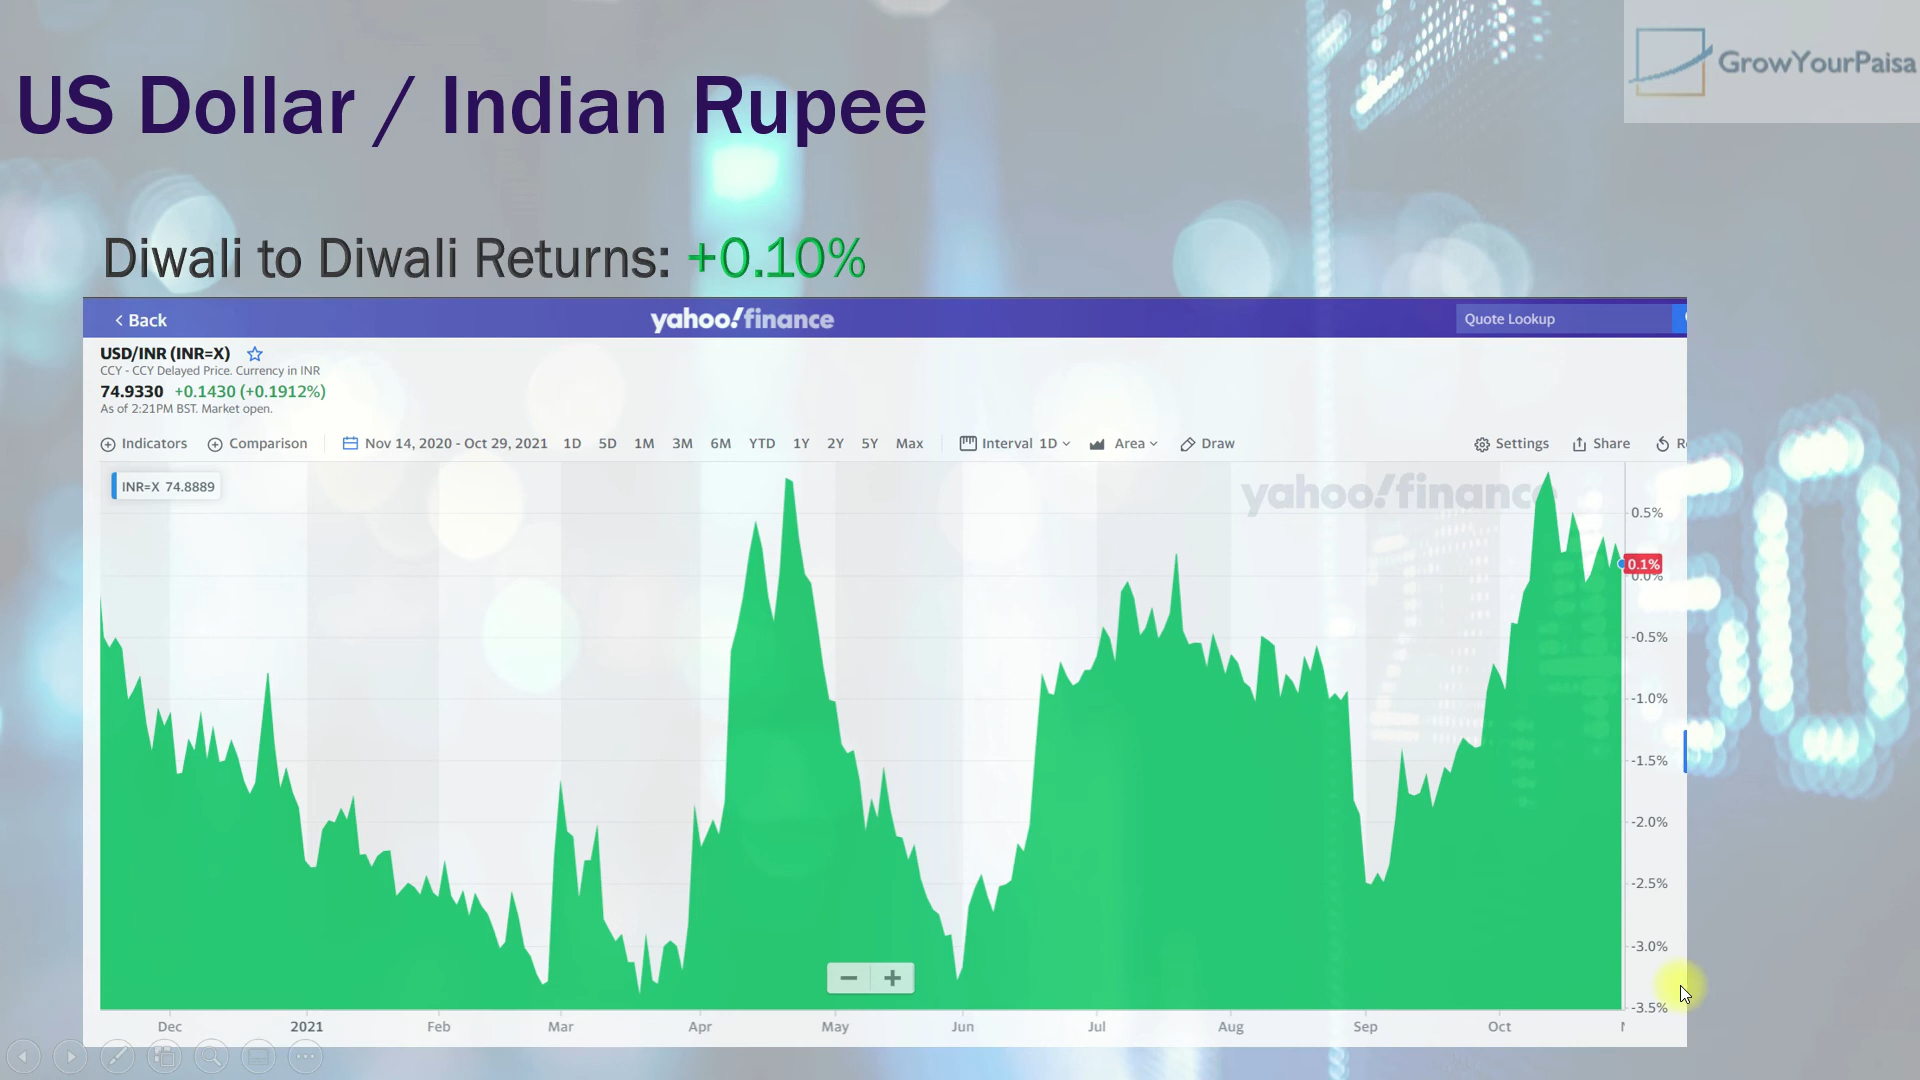 US Dollar / Indian Rupee
GrowYourPaisa
Diwali to Diwali Returns: +0.10%
< Back
yahoo!finance
Quote Lookup
USD/INR (INR=X)
CCY - CCY Delayed Price. Currency in INR
74.9330 +0.1430 (+0.1912%)
As of 2:21PM BST. Market open.
Indicators Comparison Nov 14, 2020 - Oct 29, 2021 1D 5D 1M 3M 6M YTD 1Y 2Y 5Y Max Interval 1D Area Draw Settings Share
INR=X 74.8889
yahoo!finance
0.5%
0.1%
0.0%
-0.5%
-1.0%
-1.5%
-2.0%
-2.5%
-3.0%
-3.5%
Dec 2021 Feb Mar Apr May Jun Jul Aug Sep Oct